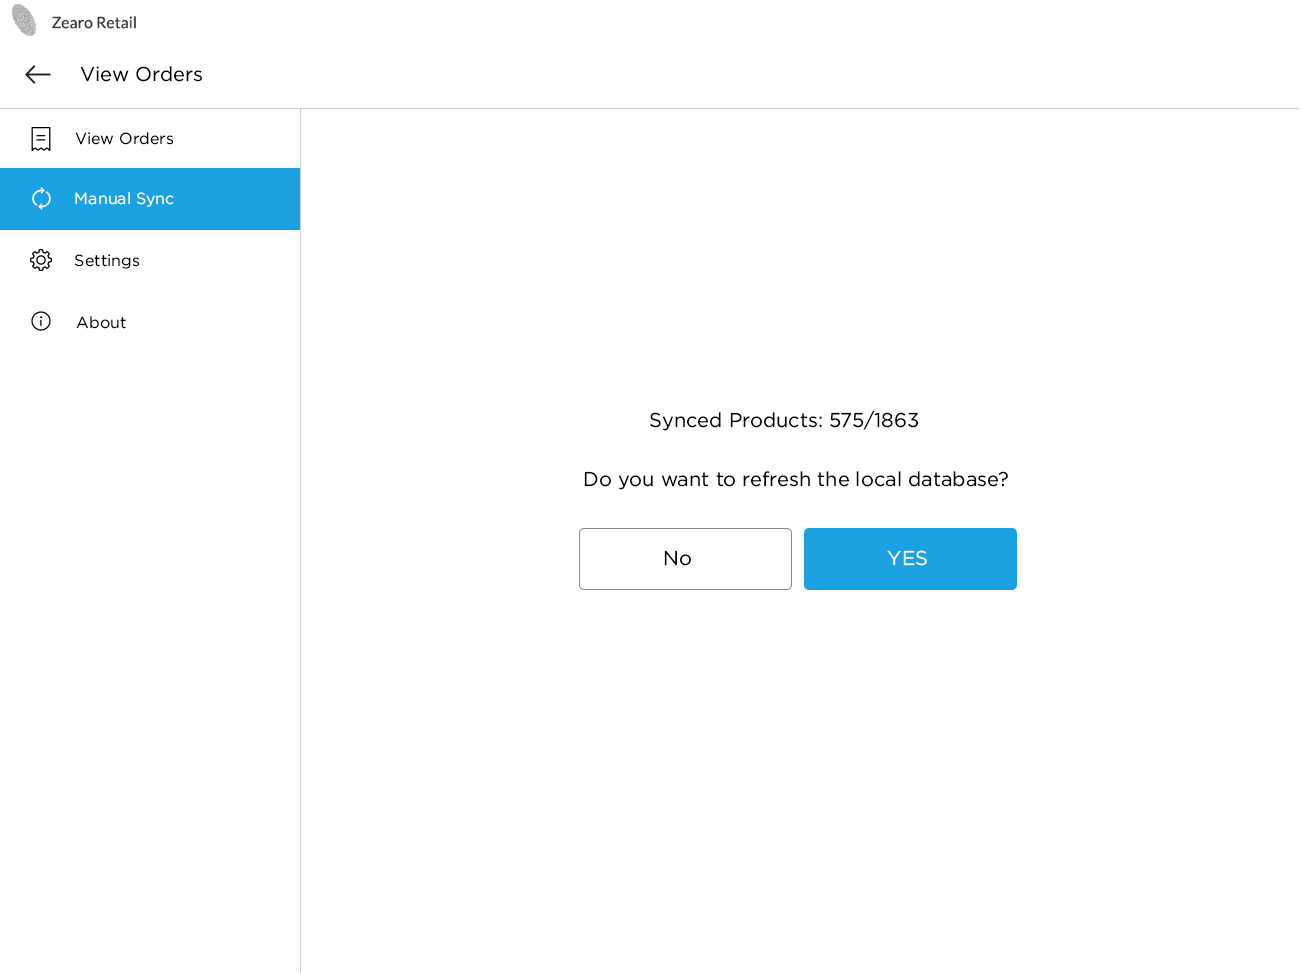 Zearo Retail
View Orders
View Orders
Manual Sync
Settings
About
Synced Products: 575/1863
Do you want to refresh the local database?
No
YES